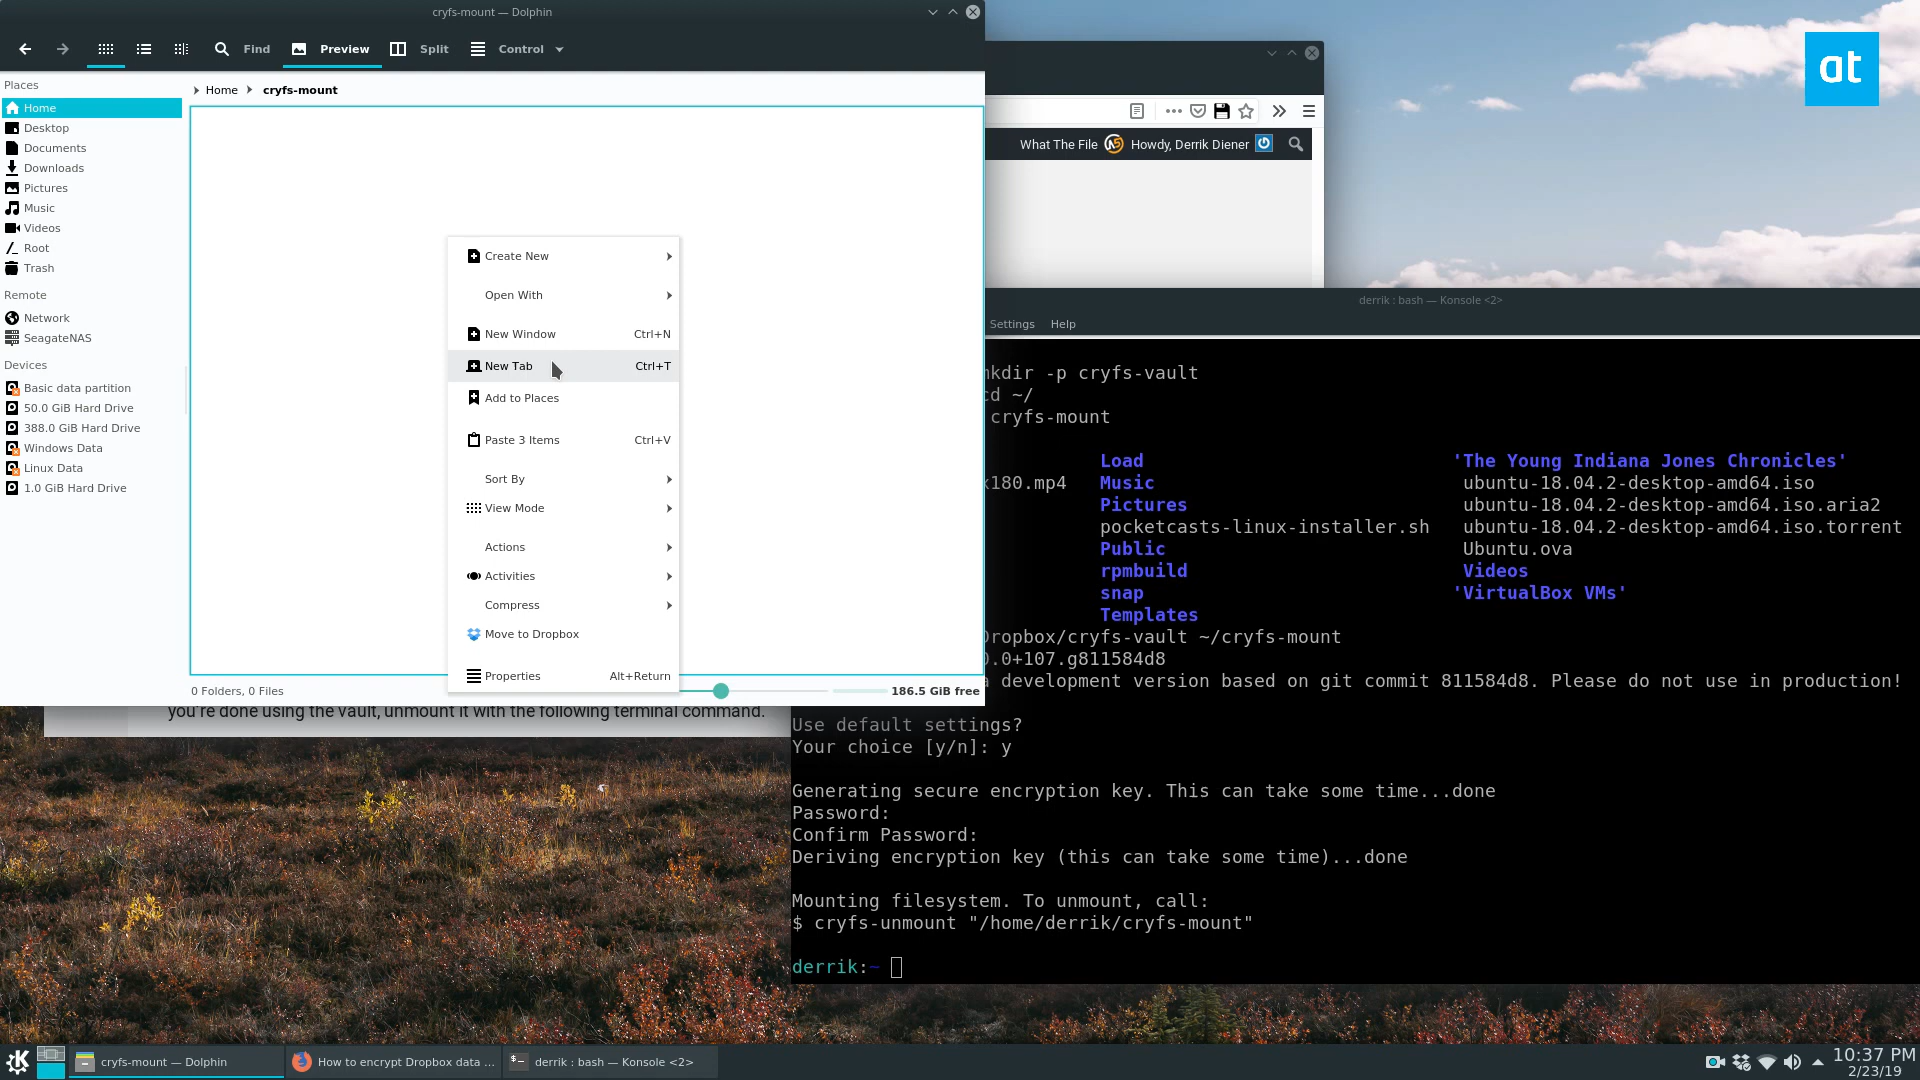 cryfs-mount — Dolphin
Find
Preview
Split
Control
Places
Home
Desktop
Documents
Downloads
Pictures
Music
Videos
Root
Trash
Remote
Network
SeagateNAS
Devices
Basic data partition
50.0 GiB Hard Drive
388.0 GiB Hard Drive
Windows Data
Linux Data
1.0 GiB Hard Drive
Home cryfs-mount
Create New
Open With
New Window Ctrl+N
New Tab Ctrl+T
Add to Places
Paste 3 Items Ctrl+V
Sort By
View Mode
Actions
Activities
Compress
Move to Dropbox
Properties Alt+Return
0 Folders, 0 Files
186.5 GiB free
you're done using the vault, unmount it with the following terminal command.
What The File
Howdy, Derrik Diener
at
derrik : bash — Konsole <2>
Settings Help
mkdir -p cryfs-vault
cd ~/
cryfs-mount
Load 'The Young Indiana Jones Chronicles'
x180.mp4 Music ubuntu-18.04.2-desktop-amd64.iso
Pictures ubuntu-18.04.2-desktop-amd64.iso.aria2
pocketcasts-linux-installer.sh ubuntu-18.04.2-desktop-amd64.iso.torrent
Public Ubuntu.ova
rpmbuild Videos
snap 'VirtualBox VMs'
Templates
Dropbox/cryfs-vault ~/cryfs-mount
0.0+107.g811584d8
a development version based on git commit 811584d8. Please do not use in production!
Use default settings?
Your choice [y/n]: y
Generating secure encryption key. This can take some time...done
Password:
Confirm Password:
Deriving encryption key (this can take some time)...done
Mounting filesystem. To unmount, call:
$ cryfs-unmount "/home/derrik/cryfs-mount"
derrik:~
cryfs-mount — Dolphin
How to encrypt Dropbox data ...
derrik : bash — Konsole <2>
10:37 PM
2/23/19